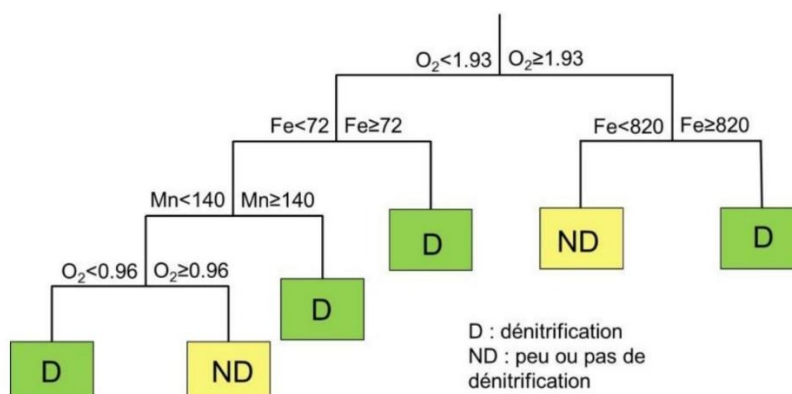 O₂<1.93 O₂≥1.93
Fe<72 Fe≥72 Fe<820 Fe≥820
Mn<140 Mn≥140
D ND D
O₂<0.96 O₂≥0.96
D
D : dénitrification
ND : peu ou pas de
dénitrification
D ND